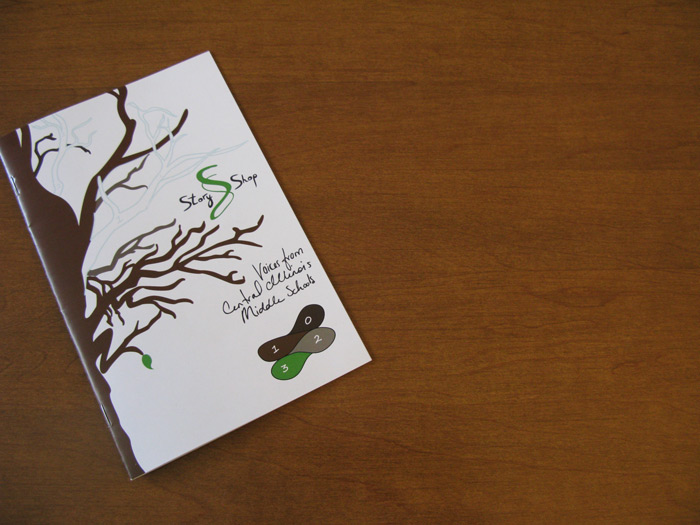 Story Shop
Voices from
Central Illinois
Middle Schools
0
1 2
3